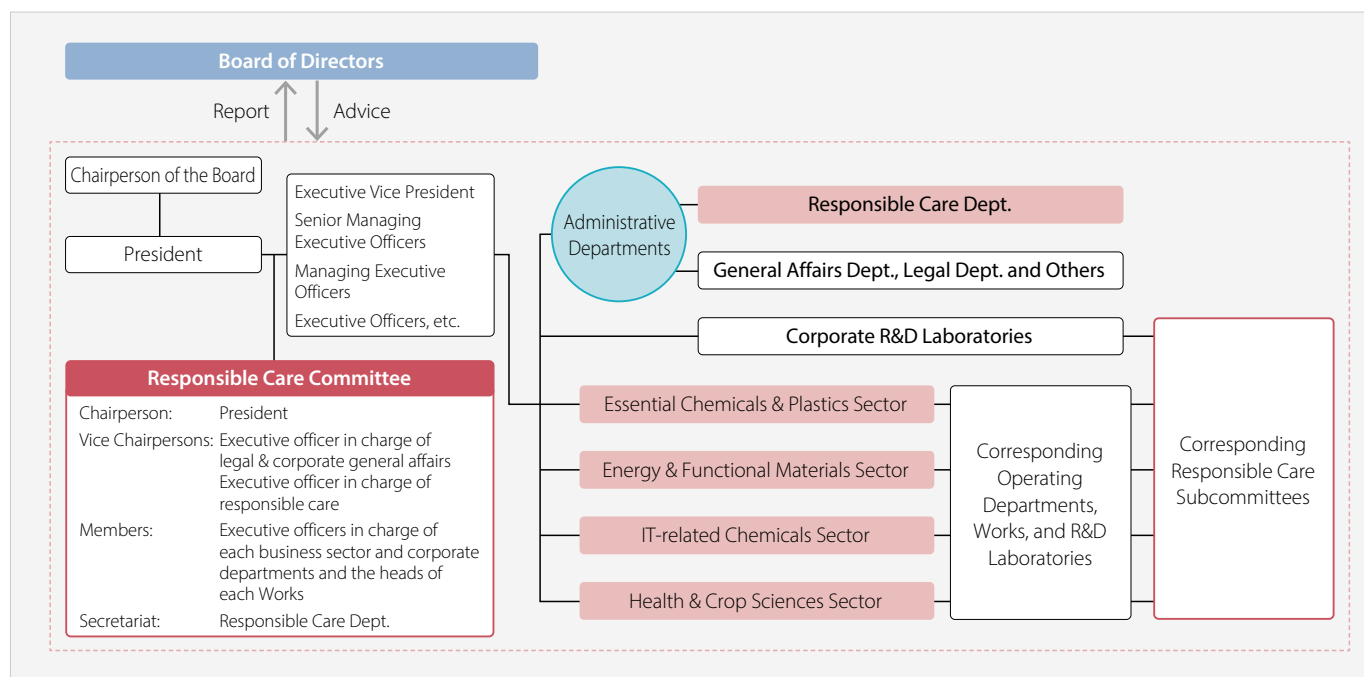 Board of Directors
Report
Advice
Chairperson of the Board
President
Executive Vice President
Senior Managing
Executive Officers
Managing Executive
Officers
Executive Officers, etc.
Responsible Care Committee
Chairperson: President
Vice Chairpersons: Executive officer in charge of
legal & corporate general affairs
Executive officer in charge of
responsible care
Members: Executive officers in charge of
each business sector and corporate
departments and the heads of
each Works
Secretariat: Responsible Care Dept.
Administrative
Departments
Responsible Care Dept.
General Affairs Dept., Legal Dept. and Others
Corporate R&D Laboratories
Essential Chemicals & Plastics Sector
Energy & Functional Materials Sector
IT-related Chemicals Sector
Health & Crop Sciences Sector
Corresponding
Operating
Departments,
Works, and R&D
Laboratories
Corresponding
Responsible Care
Subcommittees